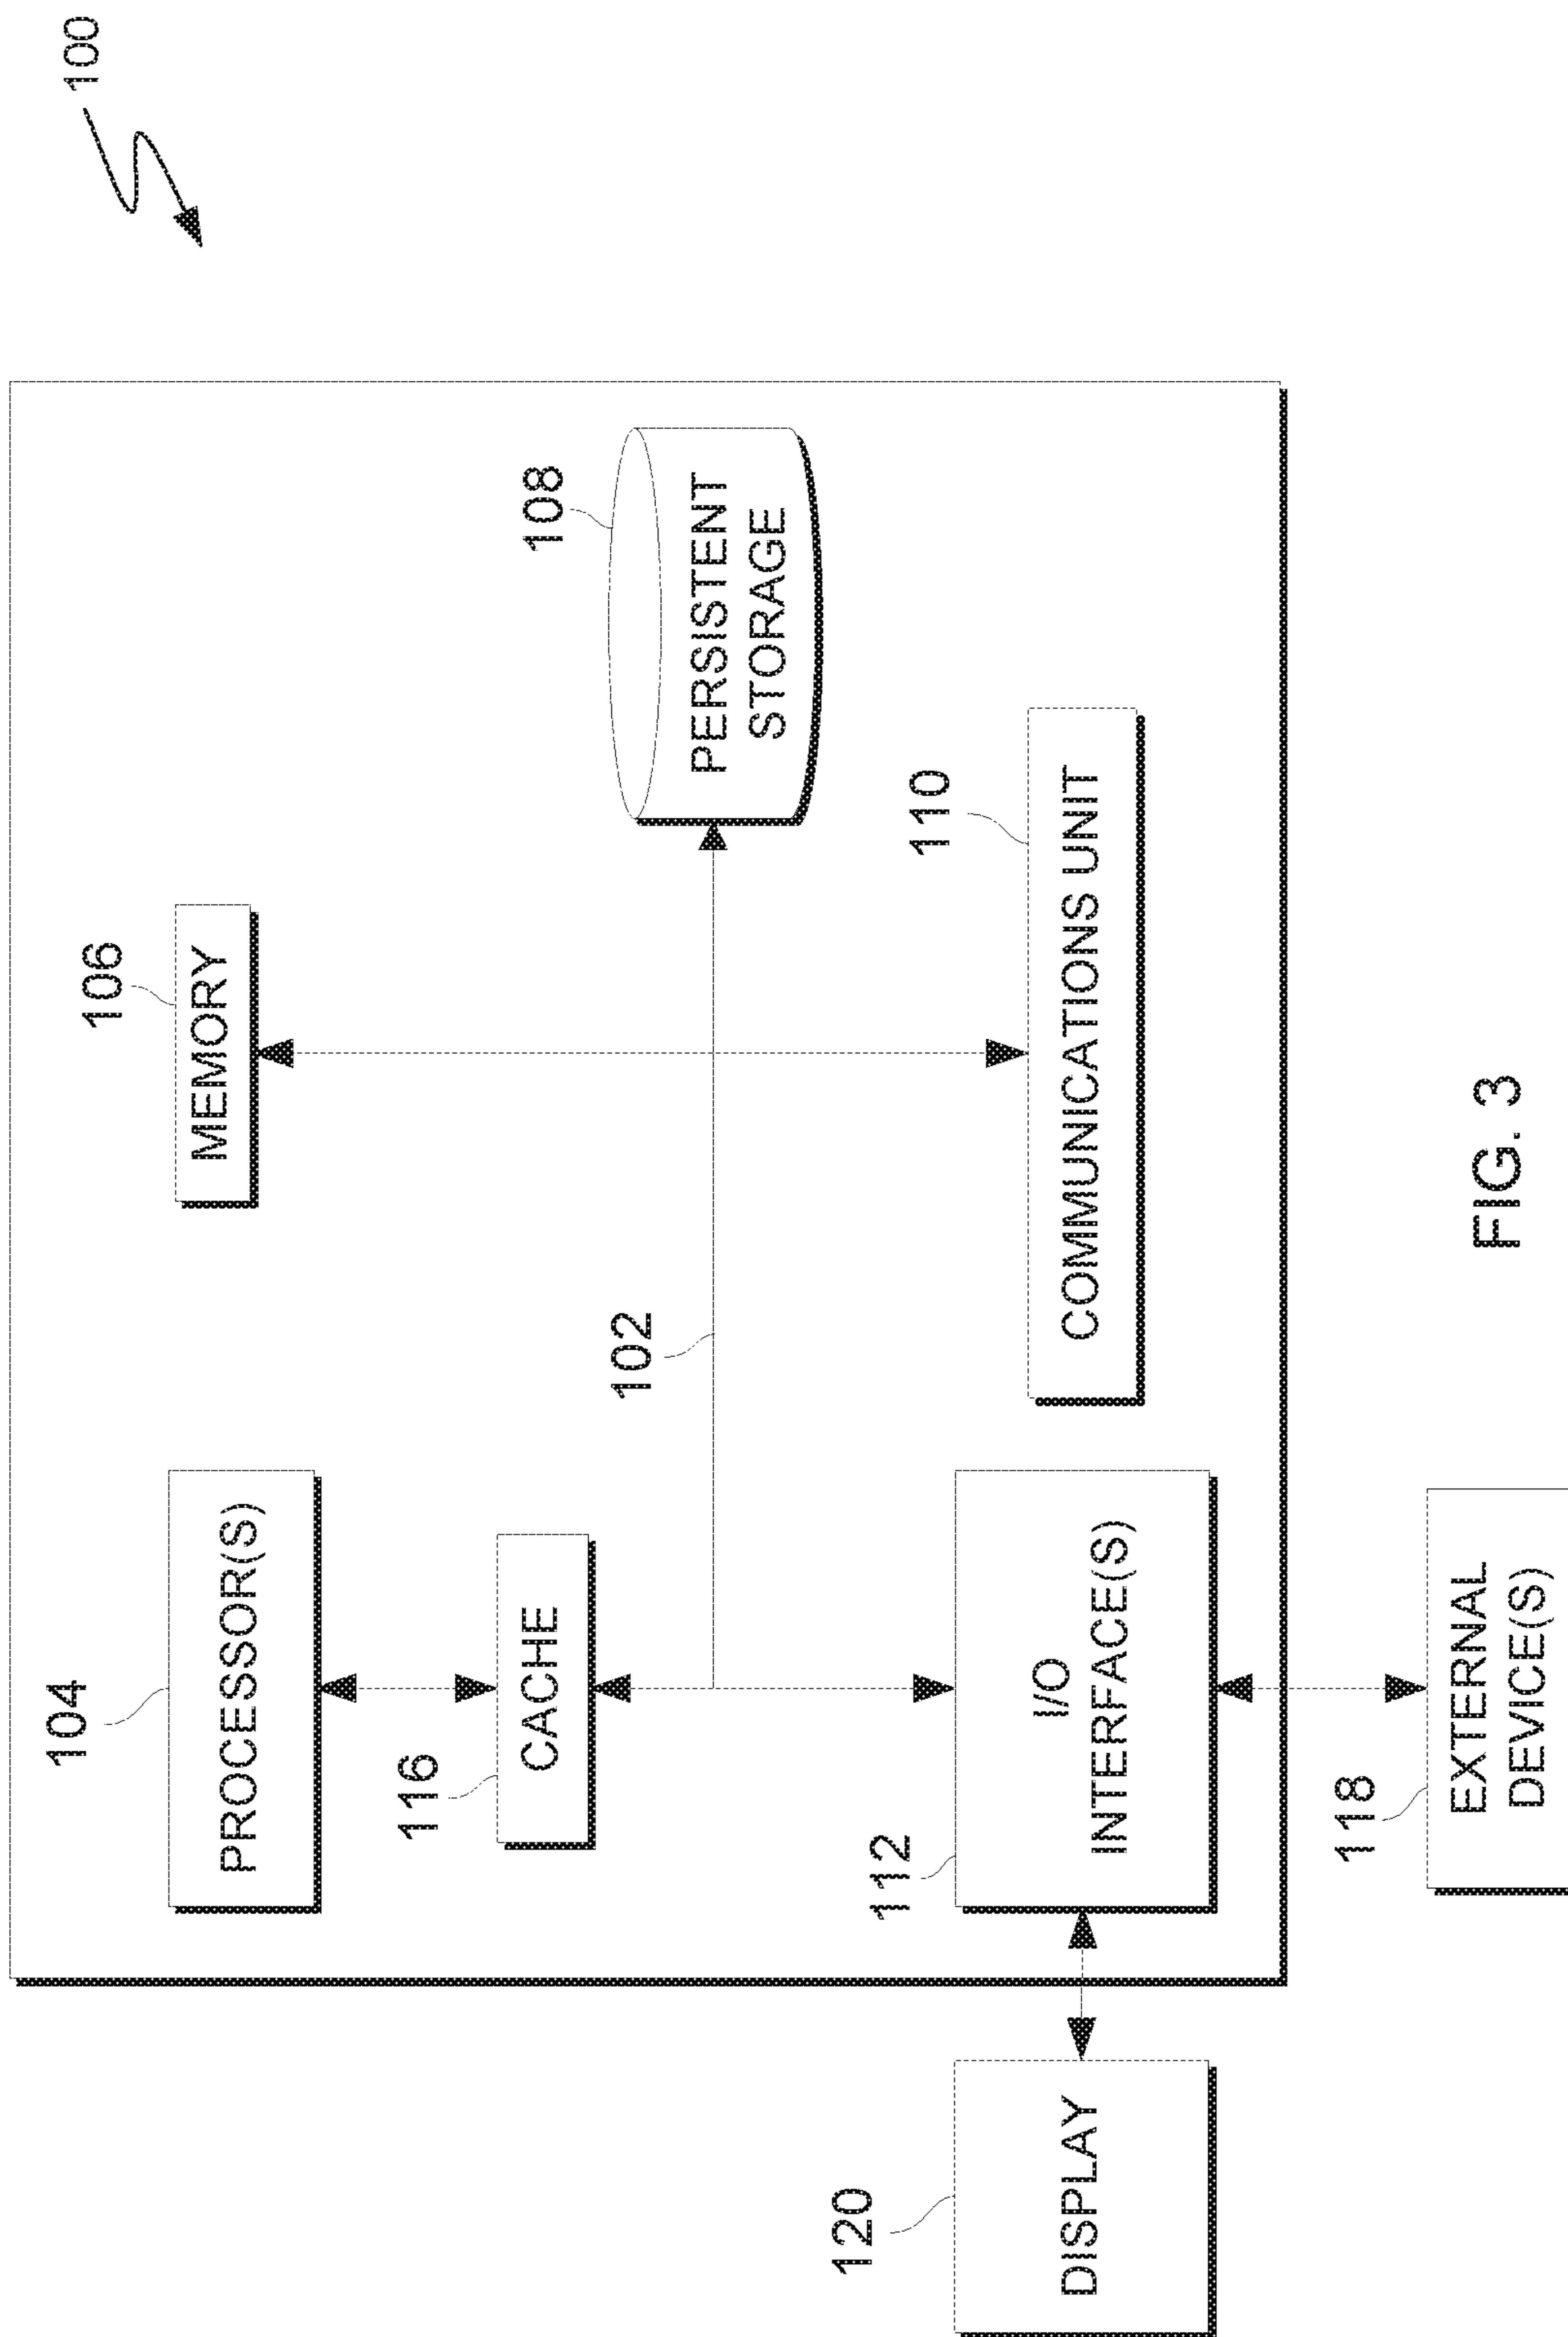 100
104
PROCESSOR(S)
106
MEMORY
116
CACHE
102
108
PERSISTENT
STORAGE
110
COMMUNICATIONS UNIT
112
I/O
INTERFACE(S)
120
DISPLAY
118
EXTERNAL
DEVICE(S)
FIG. 3